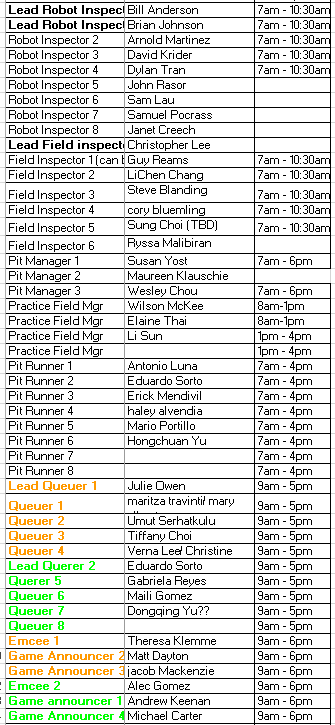 Lead Robot Inspec Bill Anderson 7am - 10:30am
Lead Robot Inspec Brian Johnson 7am - 10:30am
Robot Inspector 2 Arnold Martinez 7am - 10:30am
Robot Inspector 3 David Krider 7am - 10:30am
Robot Inspector 4 Dylan Tran 7am - 10:30am
Robot Inspector 5 John Rasor
Robot Inspector 6 Sam Lau
Robot Inspector 7 Samuel Pocrass
Robot Inspector 8 Janet Creech
Lead Field inspect Christopher Lee
Field Inspector 1(can b Guy Reams 7am - 10:30am
Field Inspector 2 LiChen Chang 7am - 10:30am
Field Inspector 3 Steve Blanding 7am - 10:30am
Field Inspector 4 cory bluemling 7am - 10:30am
Field Inspector 5 Sung Choi (TBD) 7am - 10:30am
Field Inspector 6 Ryssa Malibiran
Pit Manager 1 Susan Yost 7am - 6pm
Pit Manager 2 Maureen Klauschie
Pit Manager 3 Wesley Chou 7am - 6pm
Practice Field Mgr Wilson McKee 8am-1pm
Practice Field Mgr Elaine Thai 8am-1pm
Practice Field Mgr Li Sun 1pm - 4pm
Practice Field Mgr 1pm - 4pm
Pit Runner 1 Antonio Luna 7am - 4pm
Pit Runner 2 Eduardo Sorto 7am - 4pm
Pit Runner 3 Erick Mendivil 7am - 4pm
Pit Runner 4 haley alvendia 7am - 4pm
Pit Runner 5 Mario Portillo 7am - 4pm
Pit Runner 6 Hongchuan Yu 7am - 4pm
Pit Runner 7 7am - 4pm
Pit Runner 8 7am - 4pm
Lead Queuer 1 Julie Owen 9am - 5pm
Queuer 1 maritza travinti/ mary 9am - 5pm
Queuer 2 Umut Serhatkulu 9am - 5pm
Queuer 3 Tiffany Choi 9am - 5pm
Queuer 4 Verna Lee/ Christine 9am - 5pm
Lead Querer 2 Eduardo Sorto 9am - 5pm
Querer 5 Gabriela Reyes 9am - 5pm
Queuer 6 Maili Gomez 9am - 5pm
Queuer 7 Dongqing Yu?? 9am - 5pm
Queuer 8 9am - 5pm
Emcee 1 Theresa Klemme 9am - 6pm
Game Announcer 2 Matt Dayton 9am - 6pm
Game Announcer 3 jacob Mackenzie 9am - 6pm
Emcee 2 Alec Gomez 9am - 6pm
Game announcer 1 Andrew Keenan 9am - 6pm
Game Announcer 4 Michael Carter 9am - 6pm